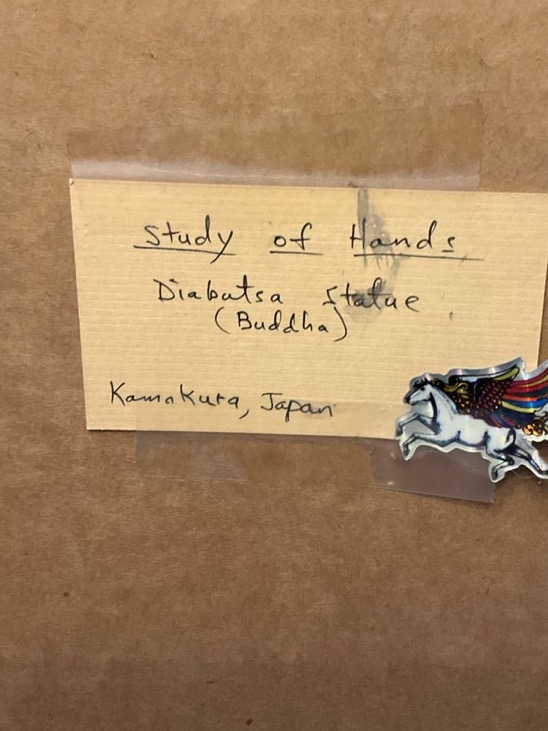 Study of Hands
Diabutsa Statue
(Buddha)
Kamakura, Japan